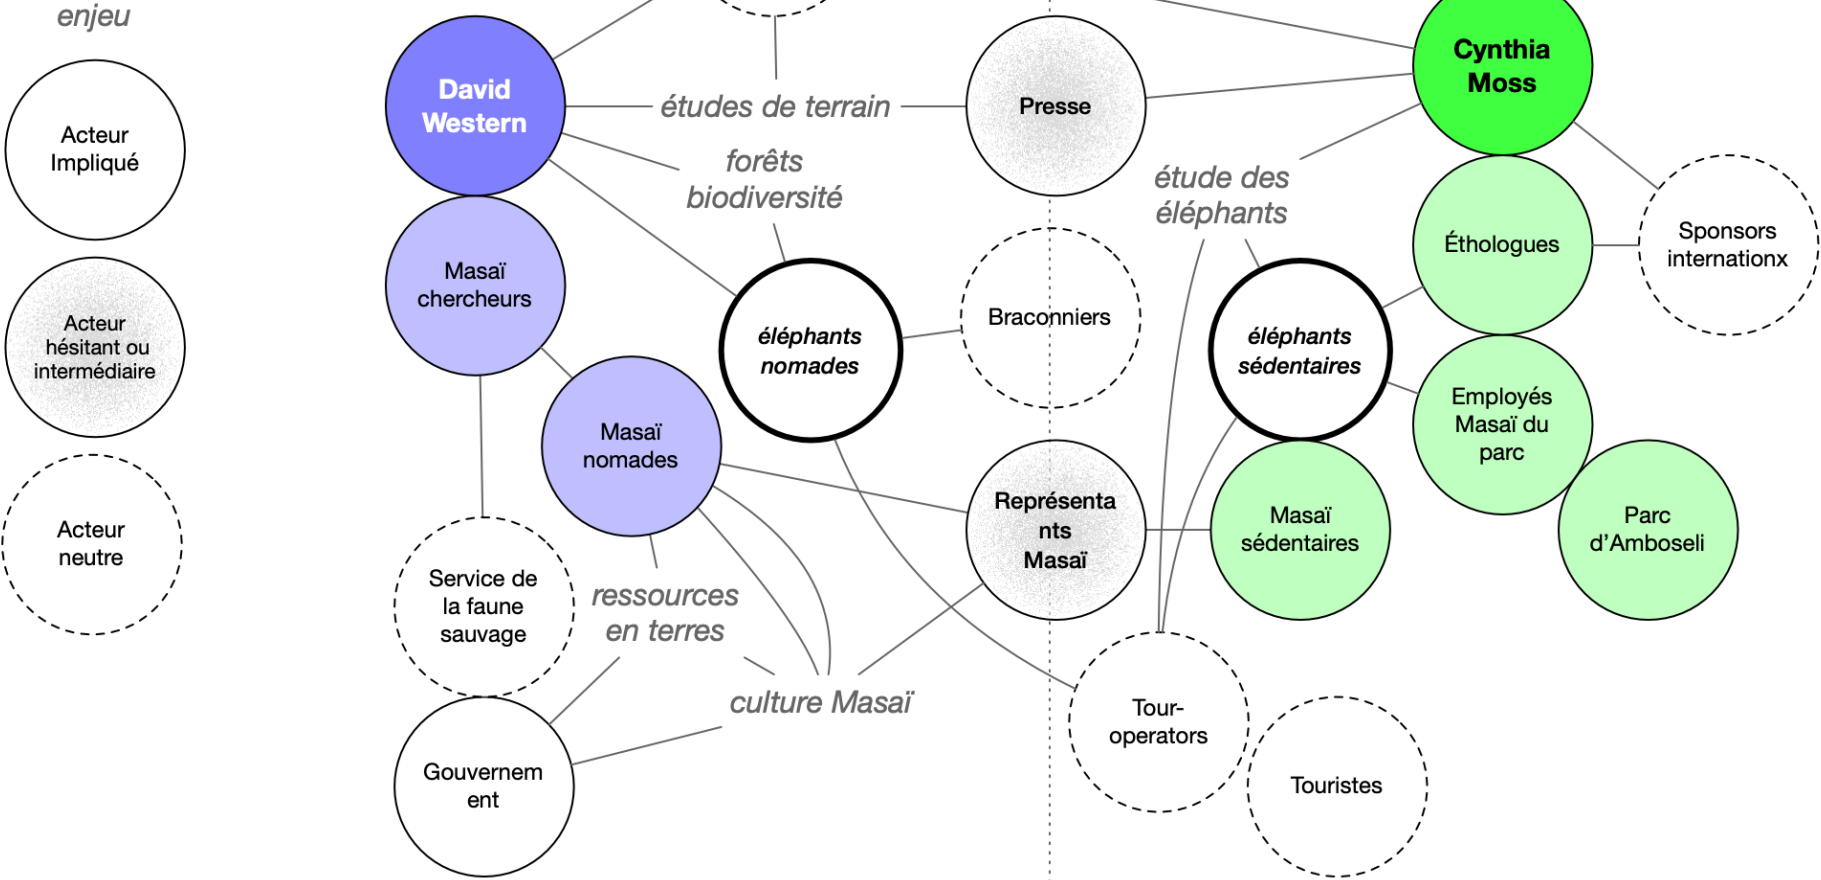 enjeu
Acteur
Impliqué
Acteur
hésitant ou
intermédiaire
Acteur
neutre
David
Western
études de terrain
Presse
Cynthia
Moss
forêts
biodiversité
étude des
éléphants
Éthologues
Sponsors
internationx
Masaï
chercheurs
éléphants
nomades
Braconniers
éléphants
sédentaires
Employés
Masaï du
parc
Masaï
nomades
Représenta
nts
Masaï
Masaï
sédentaires
Parc
d’Amboseli
Service de
la faune
sauvage
ressources
en terres
culture Masaï
Tour-
operators
Gouvernem
ent
Touristes